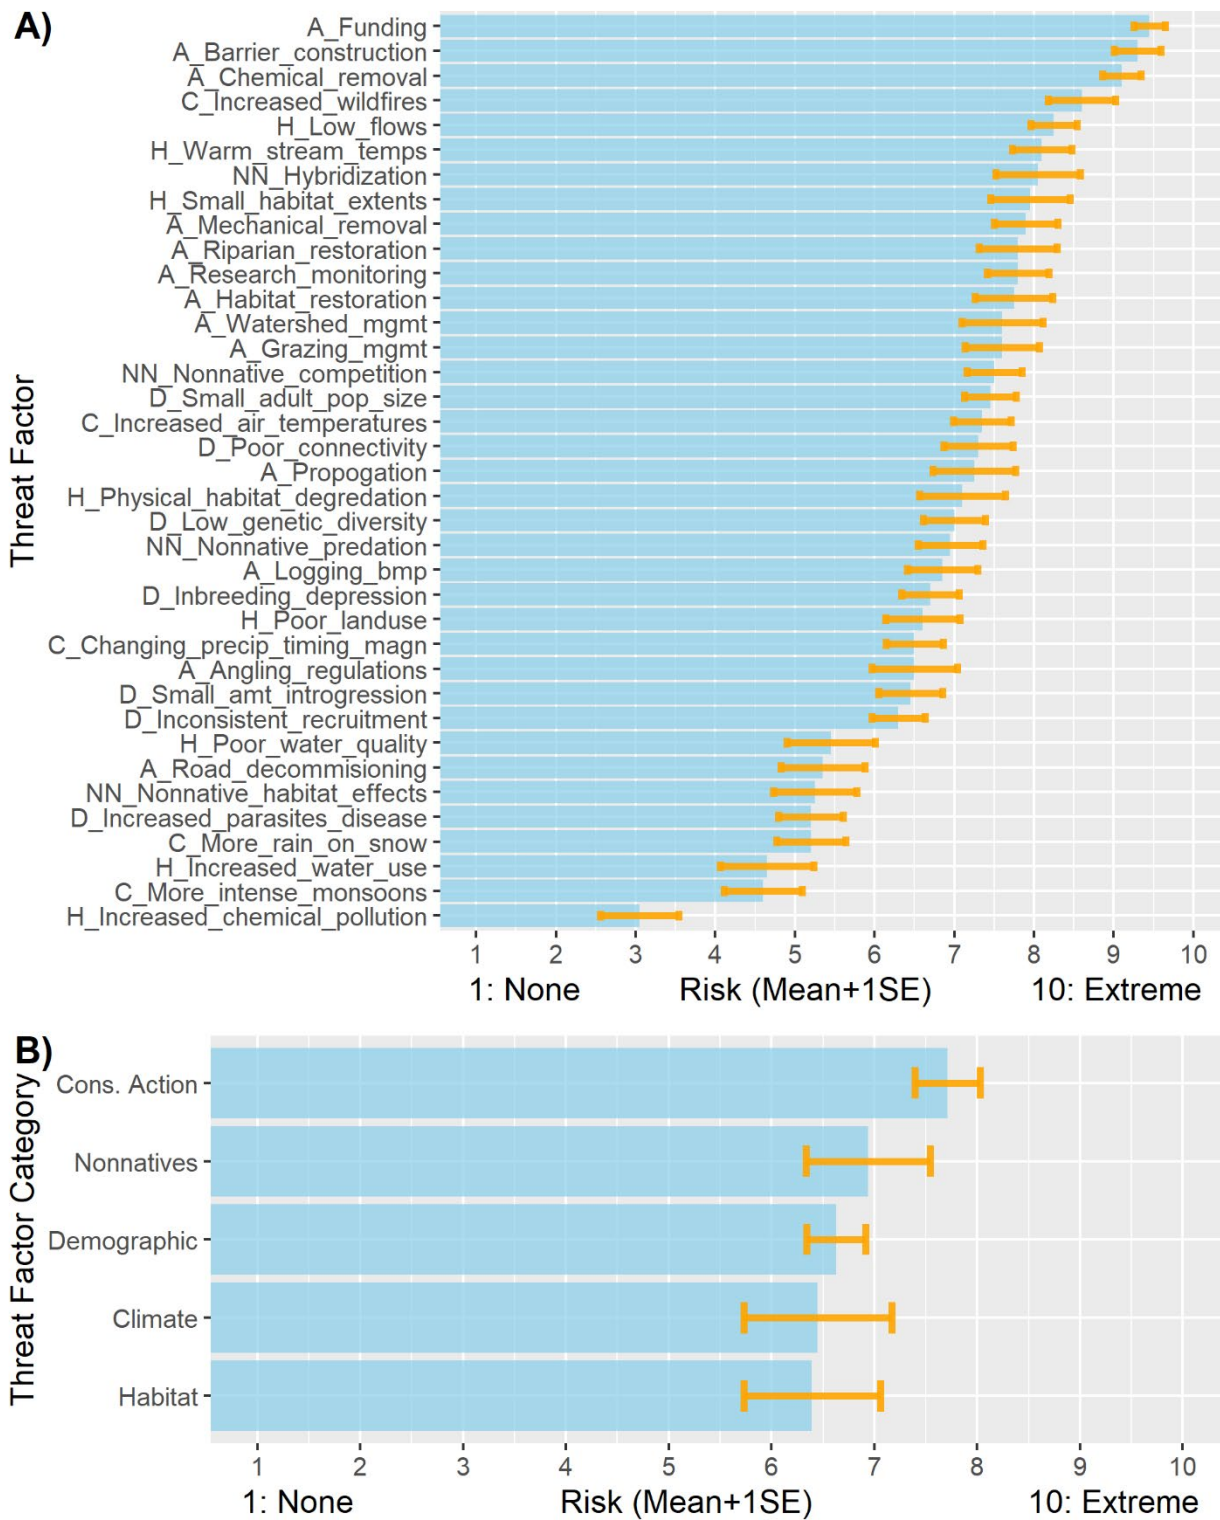 A)
Threat Factor
A_Funding
A_Barrier_construction
A_Chemical_removal
C_Increased_wildfires
H_Low_flows
H_Warm_stream_temps
NN_Hybridization
H_Small_habitat_extents
A_Mechanical_removal
A_Riparian_restoration
A_Research_monitoring
A_Habitat_restoration
A_Watershed_mgmt
A_Grazing_mgmt
NN_Nonnative_competition
D_Small_adult_pop_size
C_Increased_air_temperatures
D_Poor_connectivity
A_Propogation
H_Physical_habitat_degredation
D_Low_genetic_diversity
NN_Nonnative_predation
A_Logging_bmp
D_Inbreeding_depression
H_Poor_landuse
C_Changing_precip_timing_magn
A_Angling_regulations
D_Small_amt_introgression
D_Inconsistent_recruitment
H_Poor_water_quality
A_Road_decommisioning
NN_Nonnative_habitat_effects
D_Increased_parasites_disease
C_More_rain_on_snow
H_Increased_water_use
C_More_intense_monsoons
H_Increased_chemical_pollution
1 2 3 4 5 6 7 8 9 10
1: None Risk (Mean+1SE) 10: Extreme
B)
Threat Factor Category
Cons. Action
Nonnatives
Demographic
Climate
Habitat
1 2 3 4 5 6 7 8 9 10
1: None Risk (Mean+1SE) 10: Extreme